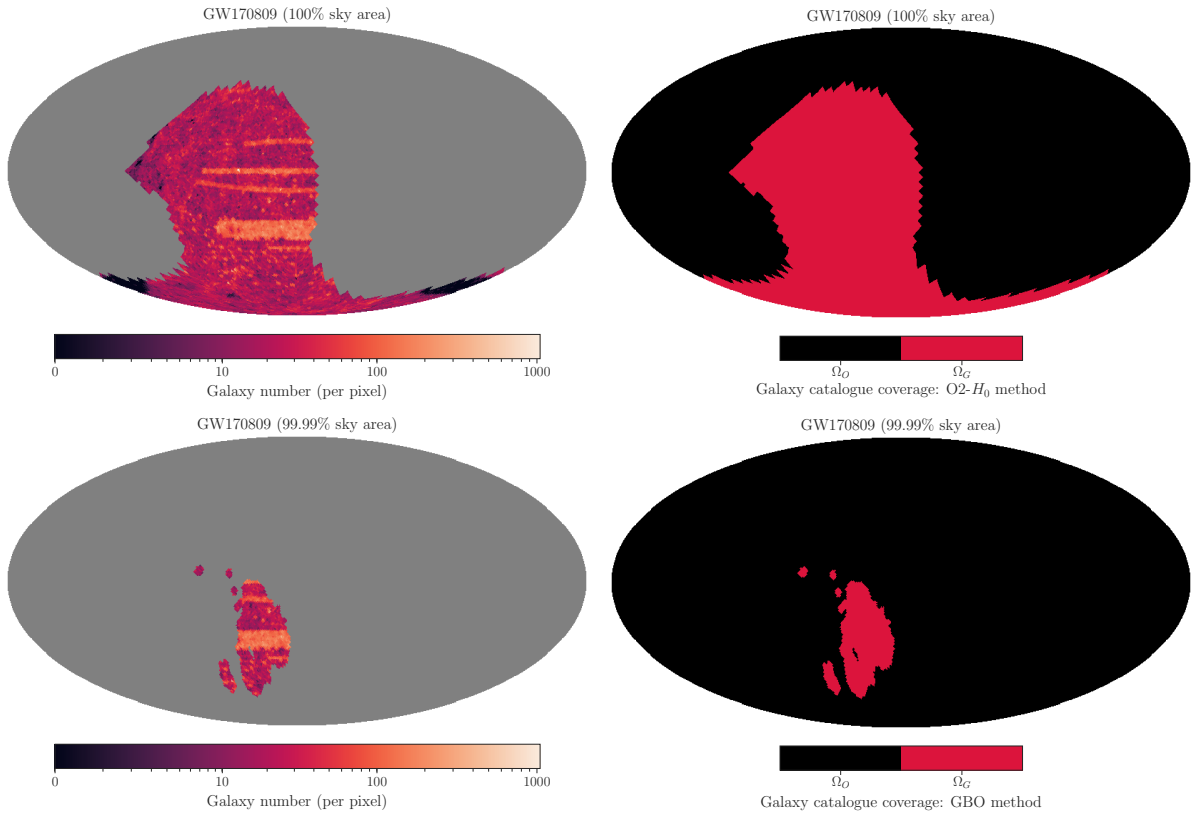 GW170809 (100% sky area)
GW170809 (100% sky area)
0 10 100 1000
Galaxy number (per pixel)
Ω_O Ω_G
Galaxy catalogue coverage: O2-H₀ method
GW170809 (99.99% sky area)
GW170809 (99.99% sky area)
0 10 100 1000
Galaxy number (per pixel)
Ω_O Ω_G
Galaxy catalogue coverage: GBO method